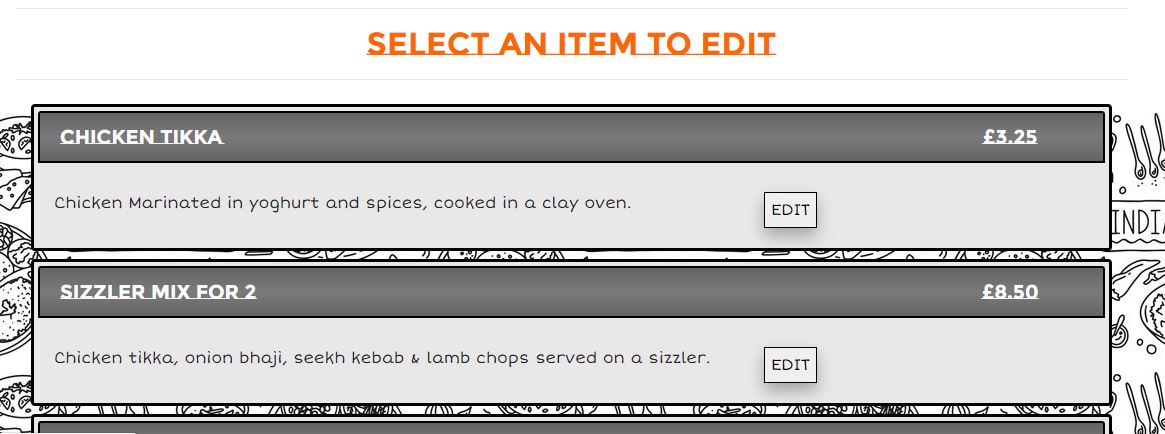 SELECT AN ITEM TO EDIT
CHICKEN TIKKA £3.25
Chicken Marinated in yoghurt and spices, cooked in a clay oven. EDIT
SIZZLER MIX FOR 2 £8.50
Chicken tikka, onion bhaji, seekh kebab & lamb chops served on a sizzler. EDIT